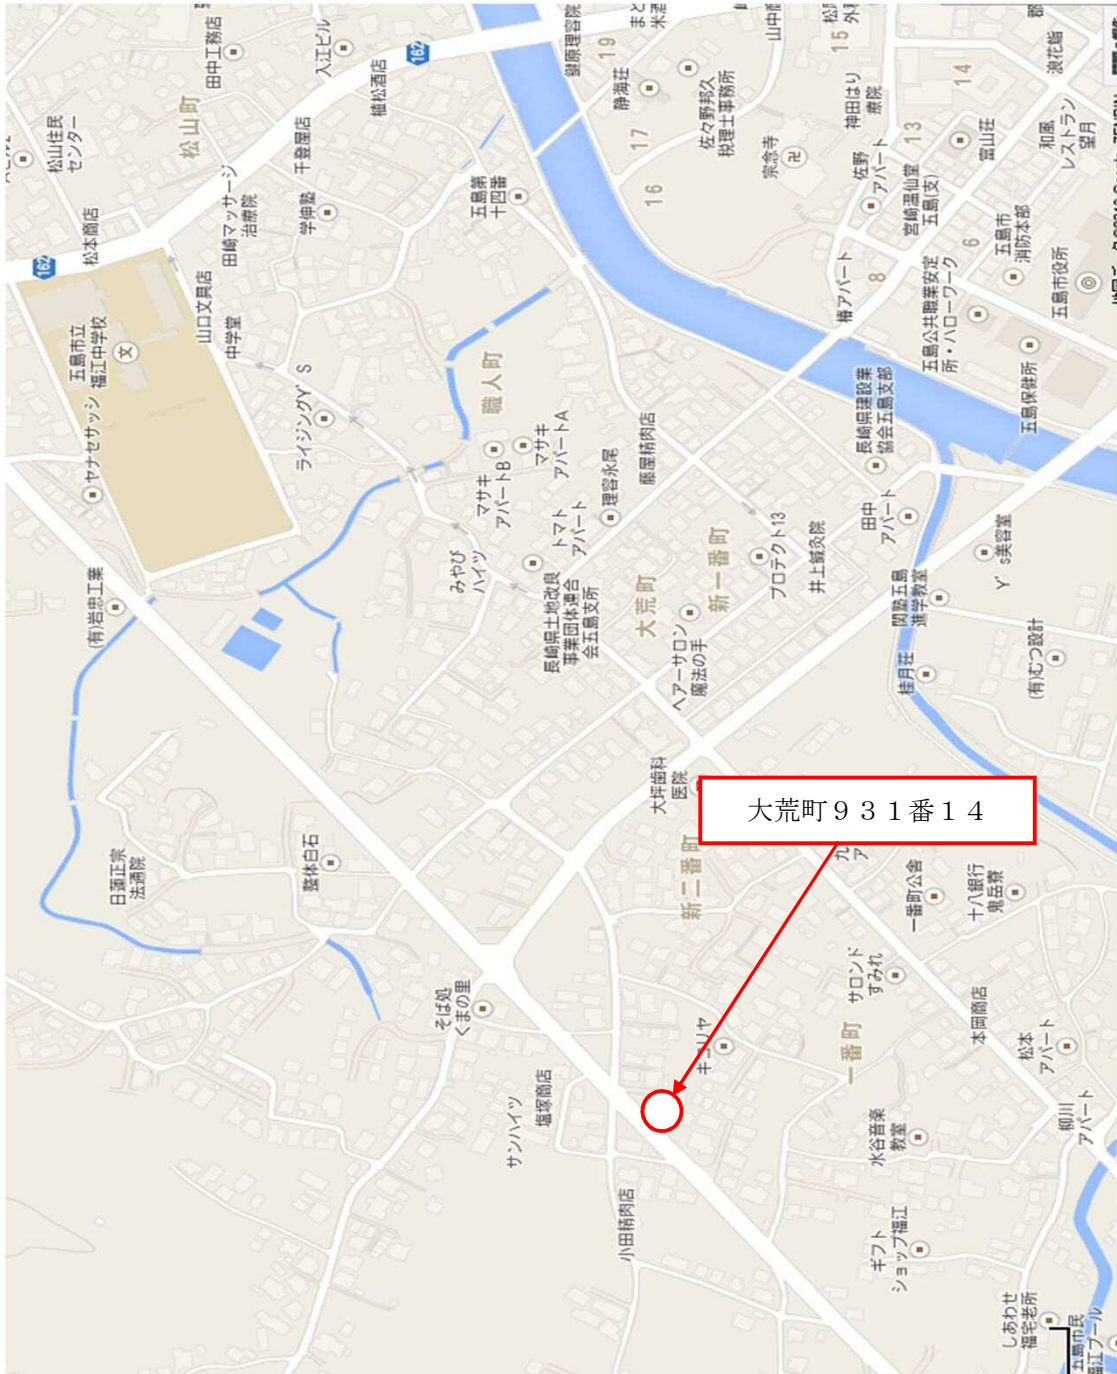 松山住民
センター
田中工務店
入江ビル
松山町
162
植松酒店
162
松本商店
田崎マッサージ
治療院
千登屋店
学伸塾
五島市立
福江中学校
文
山口文具店
中学堂
ヤナセサッシ
ライジングY'S
(有)岩忠工業
五島第
十四番
職人町
マサキ
アパートB
マサキ
アパートA
みやび
ハイツ
トマト
アパート
理容永尾
藤屋精肉店
長崎県土地改良
事業団体連合
会五島支所
大荒町
新一番町
ヘアーサロン
魔法の手
プロテクト13
井上鍼灸院
田中
アパート
長崎県建設業
協会五島支部
鍵原理容院
19
静海荘
17
16
佐々野邦久
税理士事務所
宗念寺
15
神田はり
療院
14
13
佐野
アパート
富山荘
浪花鮨
和風
レストラン
望月
宮崎温仙堂
五島(支)
椿アパート
8
6
五島市
消防本部
五島市役所
五島公共職業安定
所・ハローワーク
五島保健所
Y's美容室
関塾五島
進学教室
桂月荘
(有)むつ設計
日蓮正宗
法通院
整体白石
そば処
くまの里
大坪歯科
医院
新二番町
大荒町931番14
一番町公舎
十八銀行
鬼岳寮
サロンド
すみれ
本岡商店
松本
アパート
一番町
キュリヤ
サンハイツ
塩塚商店
小田精肉店
水谷音楽
教室
柳川
アパート
ギフト
ショップ福江
しあわせ
福宅老所
五島市民
福江プール